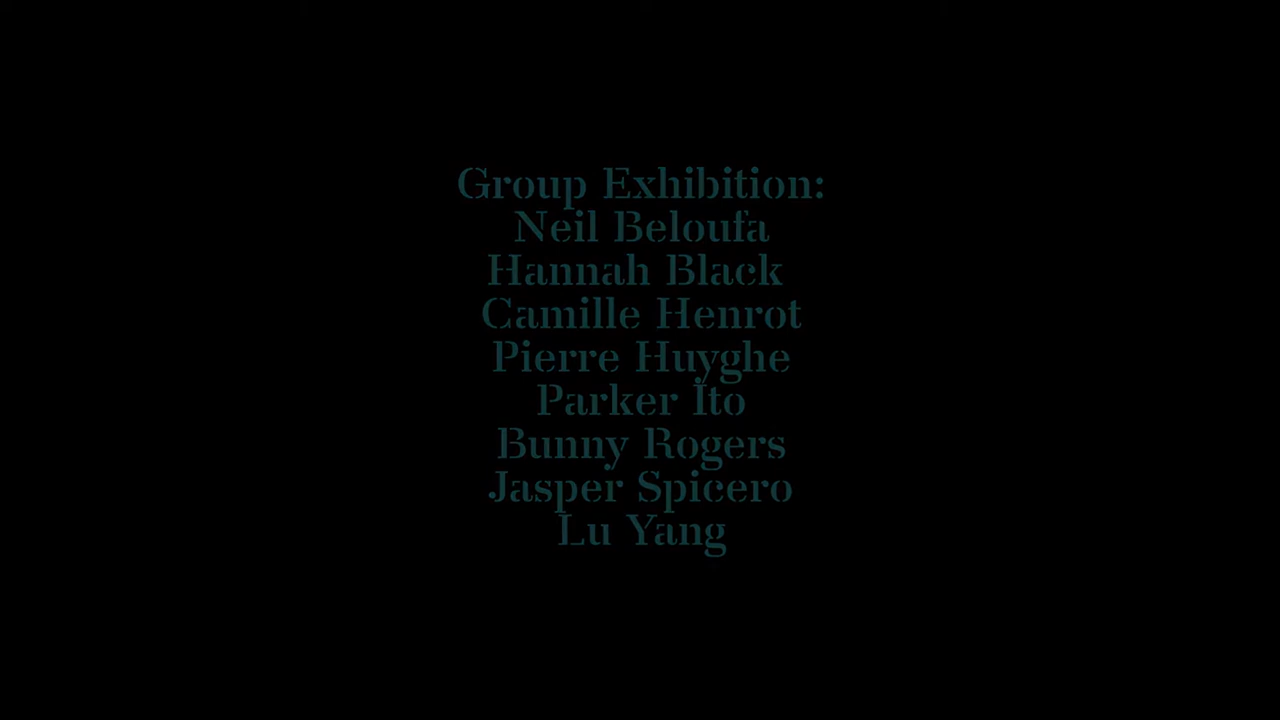 Group Exhibition:
Neil Beloufa
Hannah Black
Camille Henrot
Pierre Huyghe
Parker Ito
Bunny Rogers
Jasper Spicero
Lu Yang